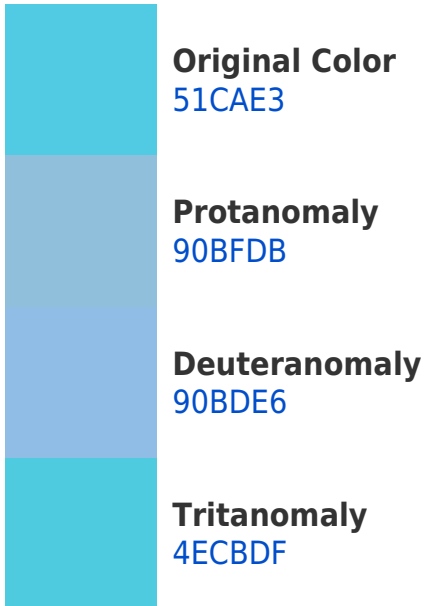 Original Color
51CAE3
Protanomaly
90BFDB
Deuteranomaly
90BDE6
Tritanomaly
4ECBDF